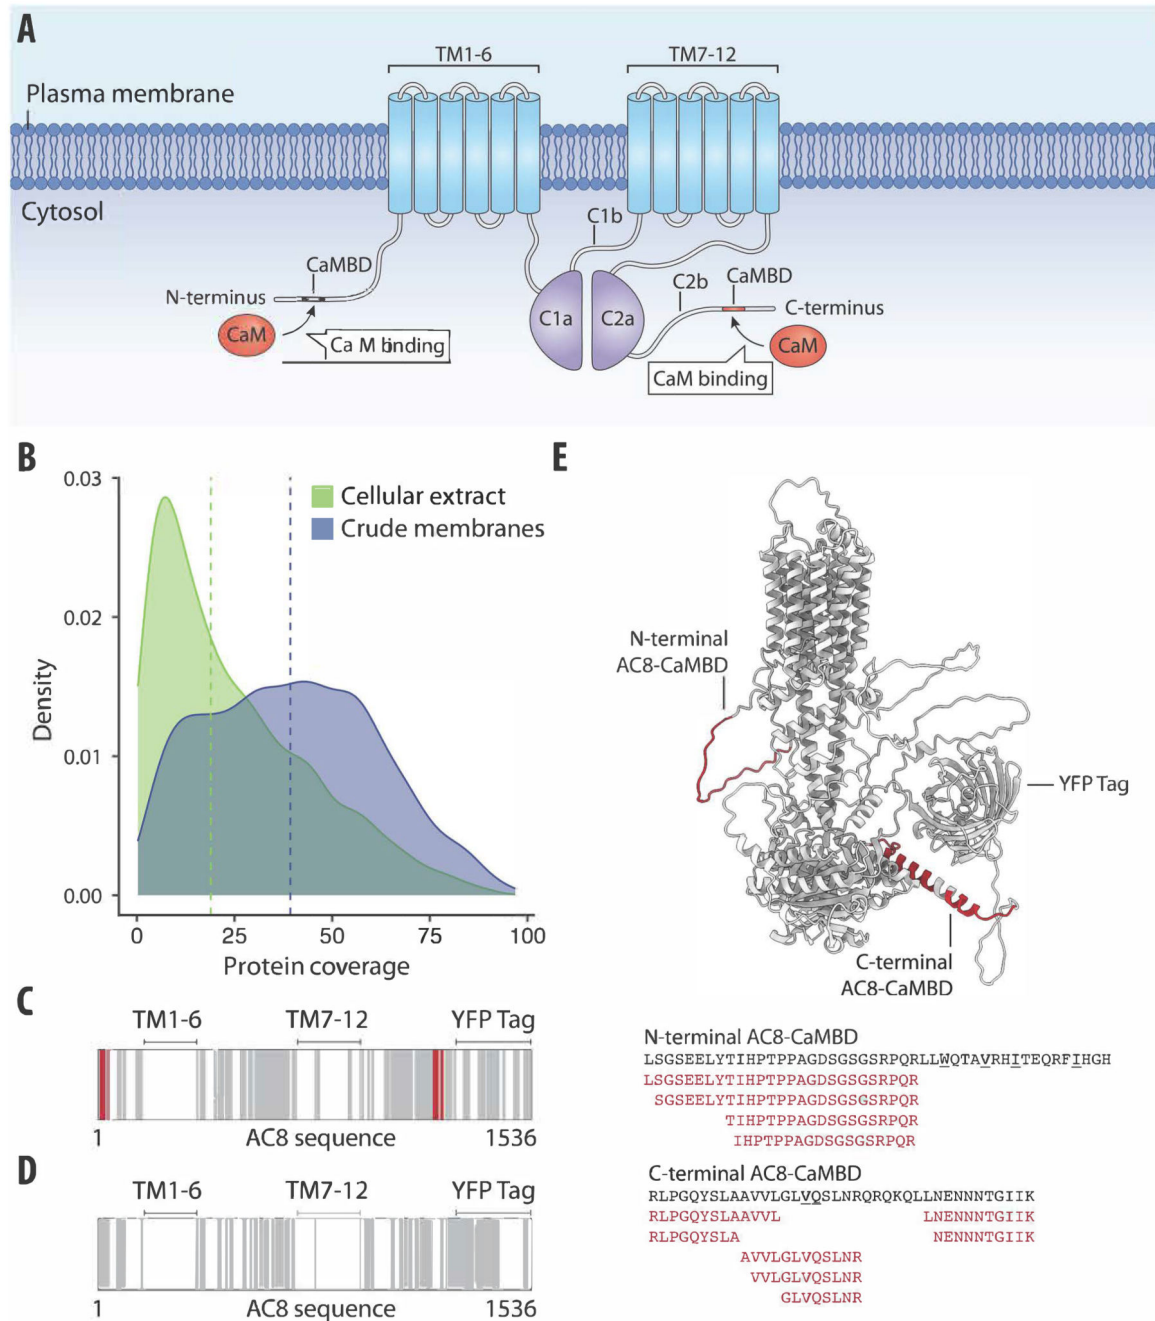 A
TM1-6 TM7-12
Plasma membrane
Cytosol
C1b
CaMBD C2b CaMBD
N-terminus C1a C2a C-terminus
CaM Ca M binding CaM
CaM binding
B
0.03
0.02
0.01
0.00
Density
Cellular extract
Crude membranes
0 25 50 75 100
Protein coverage
C
TM1-6 TM7-12 YFP Tag
1 AC8 sequence 1536
D
TM1-6 TM7-12 YFP Tag
1 AC8 sequence 1536
E
N-terminal
AC8-CaMBD
YFP Tag
C-terminal
AC8-CaMBD
N-terminal AC8-CaMBD
LSGSEELYTIHPTPPAGDSGSGSRPQRLLWQTAVRHITEQRFIHGH
LSGSEELYTIHPTPPAGDSGSGSRPQR
SGSEELYTIHPTPPAGDSGSGSRPQR
TIHPTPPAGDSGSGSRPQR
IHPTPPAGDSGSGSRPQR
C-terminal AC8-CaMBD
RLPGQYSLAAVVLGLVQSLNRQRQKQLLNENNNTGIIK
RLPGQYSLAAVVL LNENNNTGIIK
RLPGQYSLA NENNNTGIIK
AVVLGLVQSLNR
VVLGLVQSLNR
GLVQSLNR